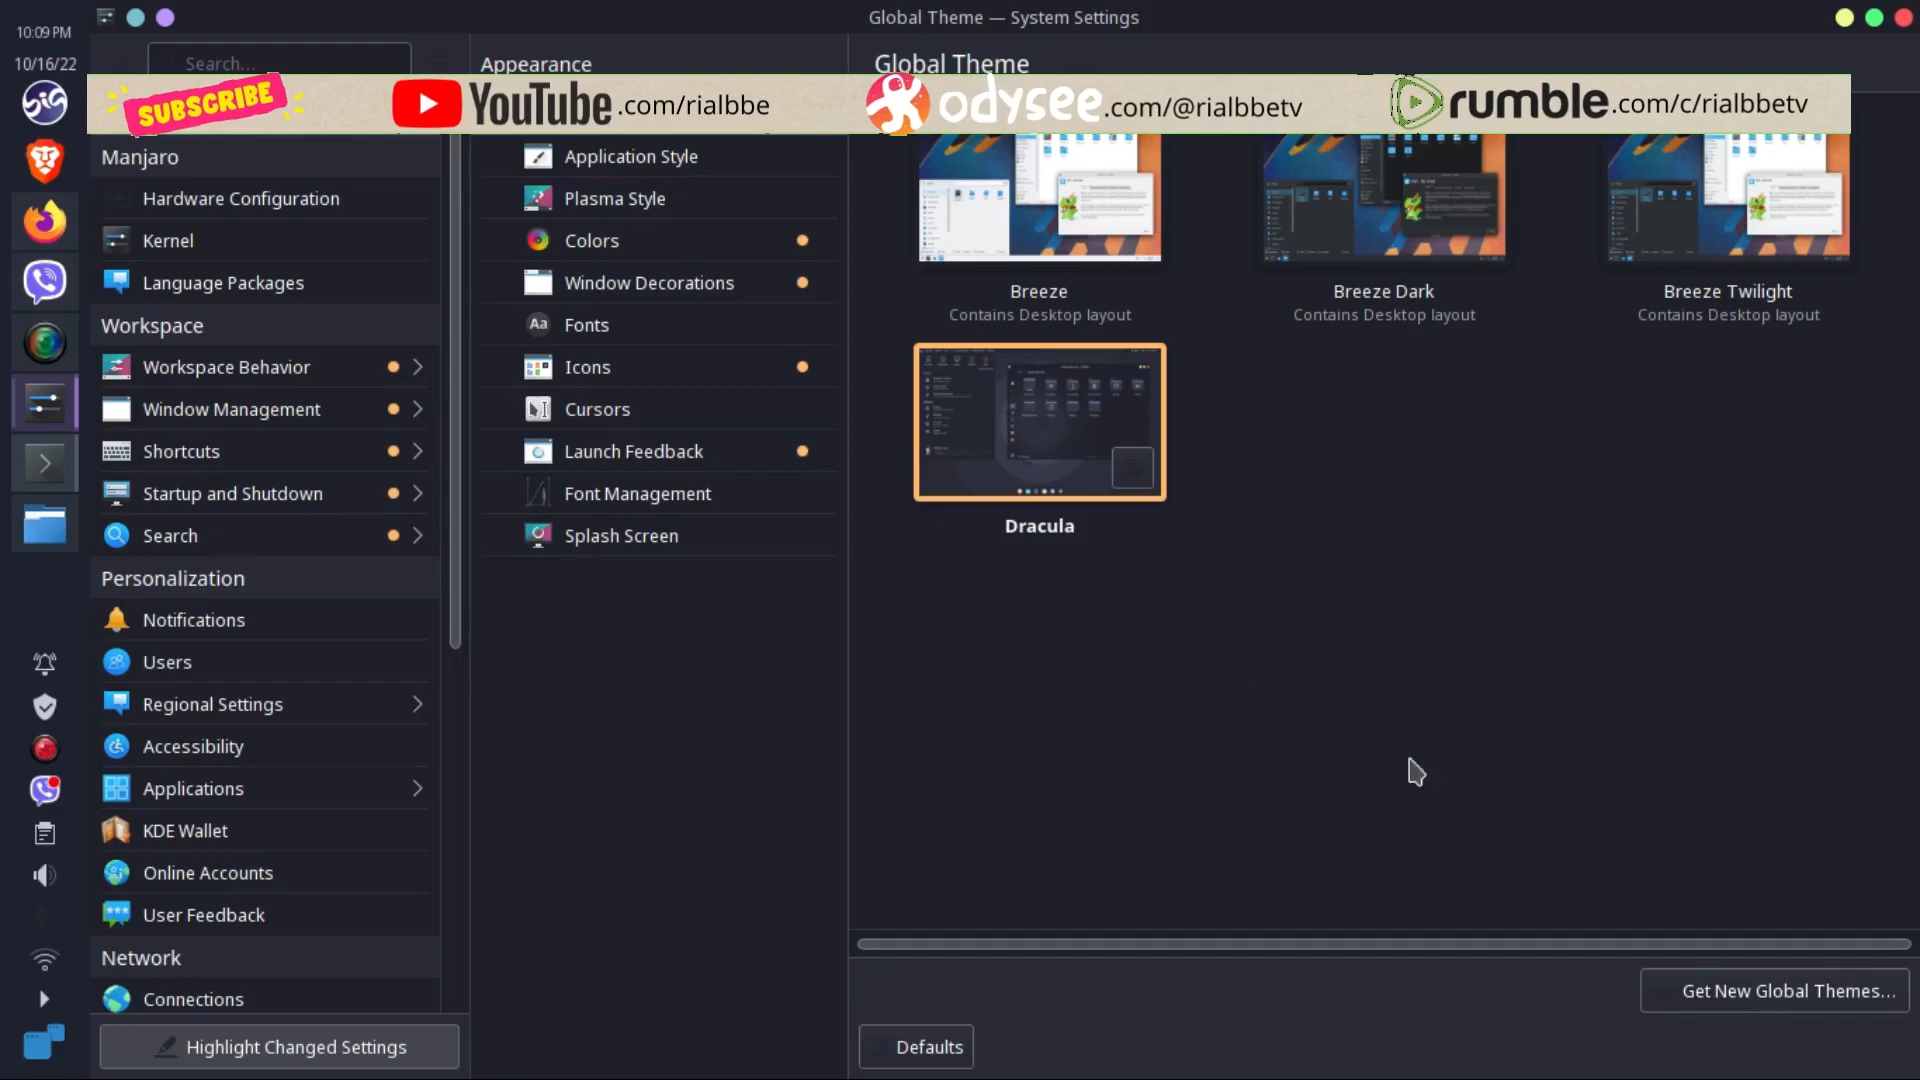 Global Theme — System Settings
10:09 PM
10/16/22
Search...
Appearance
Global Theme
SUBSCRIBE
YouTube.com/rialbbe
odysee.com/@rialbbetv
rumble.com/c/rialbbetv
Manjaro
Hardware Configuration
Kernel
Language Packages
Workspace
Workspace Behavior
Window Management
Shortcuts
Startup and Shutdown
Search
Personalization
Notifications
Users
Regional Settings
Accessibility
Applications
KDE Wallet
Online Accounts
User Feedback
Network
Connections
Highlight Changed Settings
Application Style
Plasma Style
Colors
Window Decorations
Aa
Fonts
Icons
Cursors
Launch Feedback
Font Management
Splash Screen
Breeze
Contains Desktop layout
Breeze Dark
Contains Desktop layout
Breeze Twilight
Contains Desktop layout
Dracula
Get New Global Themes...
Defaults